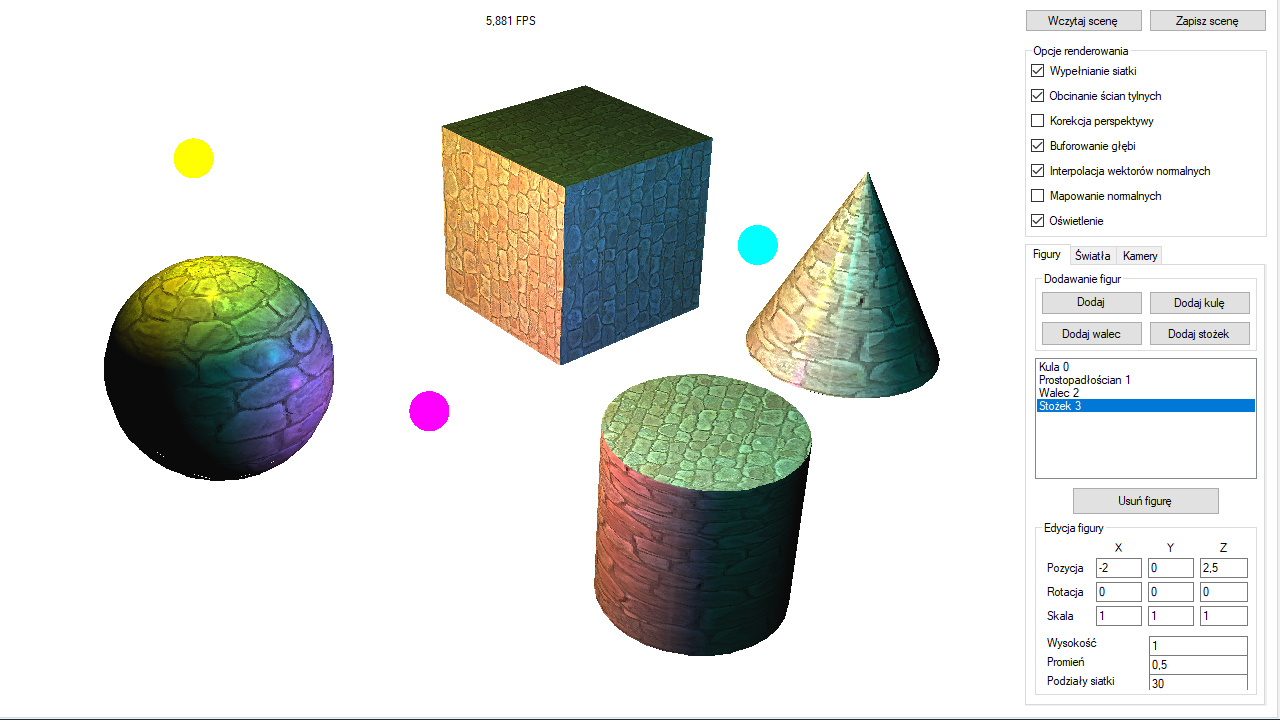 5,881 FPS
Wczytaj scenę Zapisz scenę
Opcje renderowania
Wypełnianie siatki
Obcinanie ścian tylnych
Korekcja perspektywy
Buforowanie głębi
Interpolacja wektorów normalnych
Mapowanie normalnych
Oświetlenie
Figury Światła Kamery
Dodawanie figur
Dodaj Dodaj kulę
Dodaj walec Dodaj stożek
Kula 0
Prostopadłościan 1
Walec 2
Stożek 3
Usuń figurę
Edycja figury
X Y Z
Pozycja -2 0 2,5
Rotacja 0 0 0
Skala 1 1 1
Wysokość 1
Promień 0,5
Podziały siatki 30